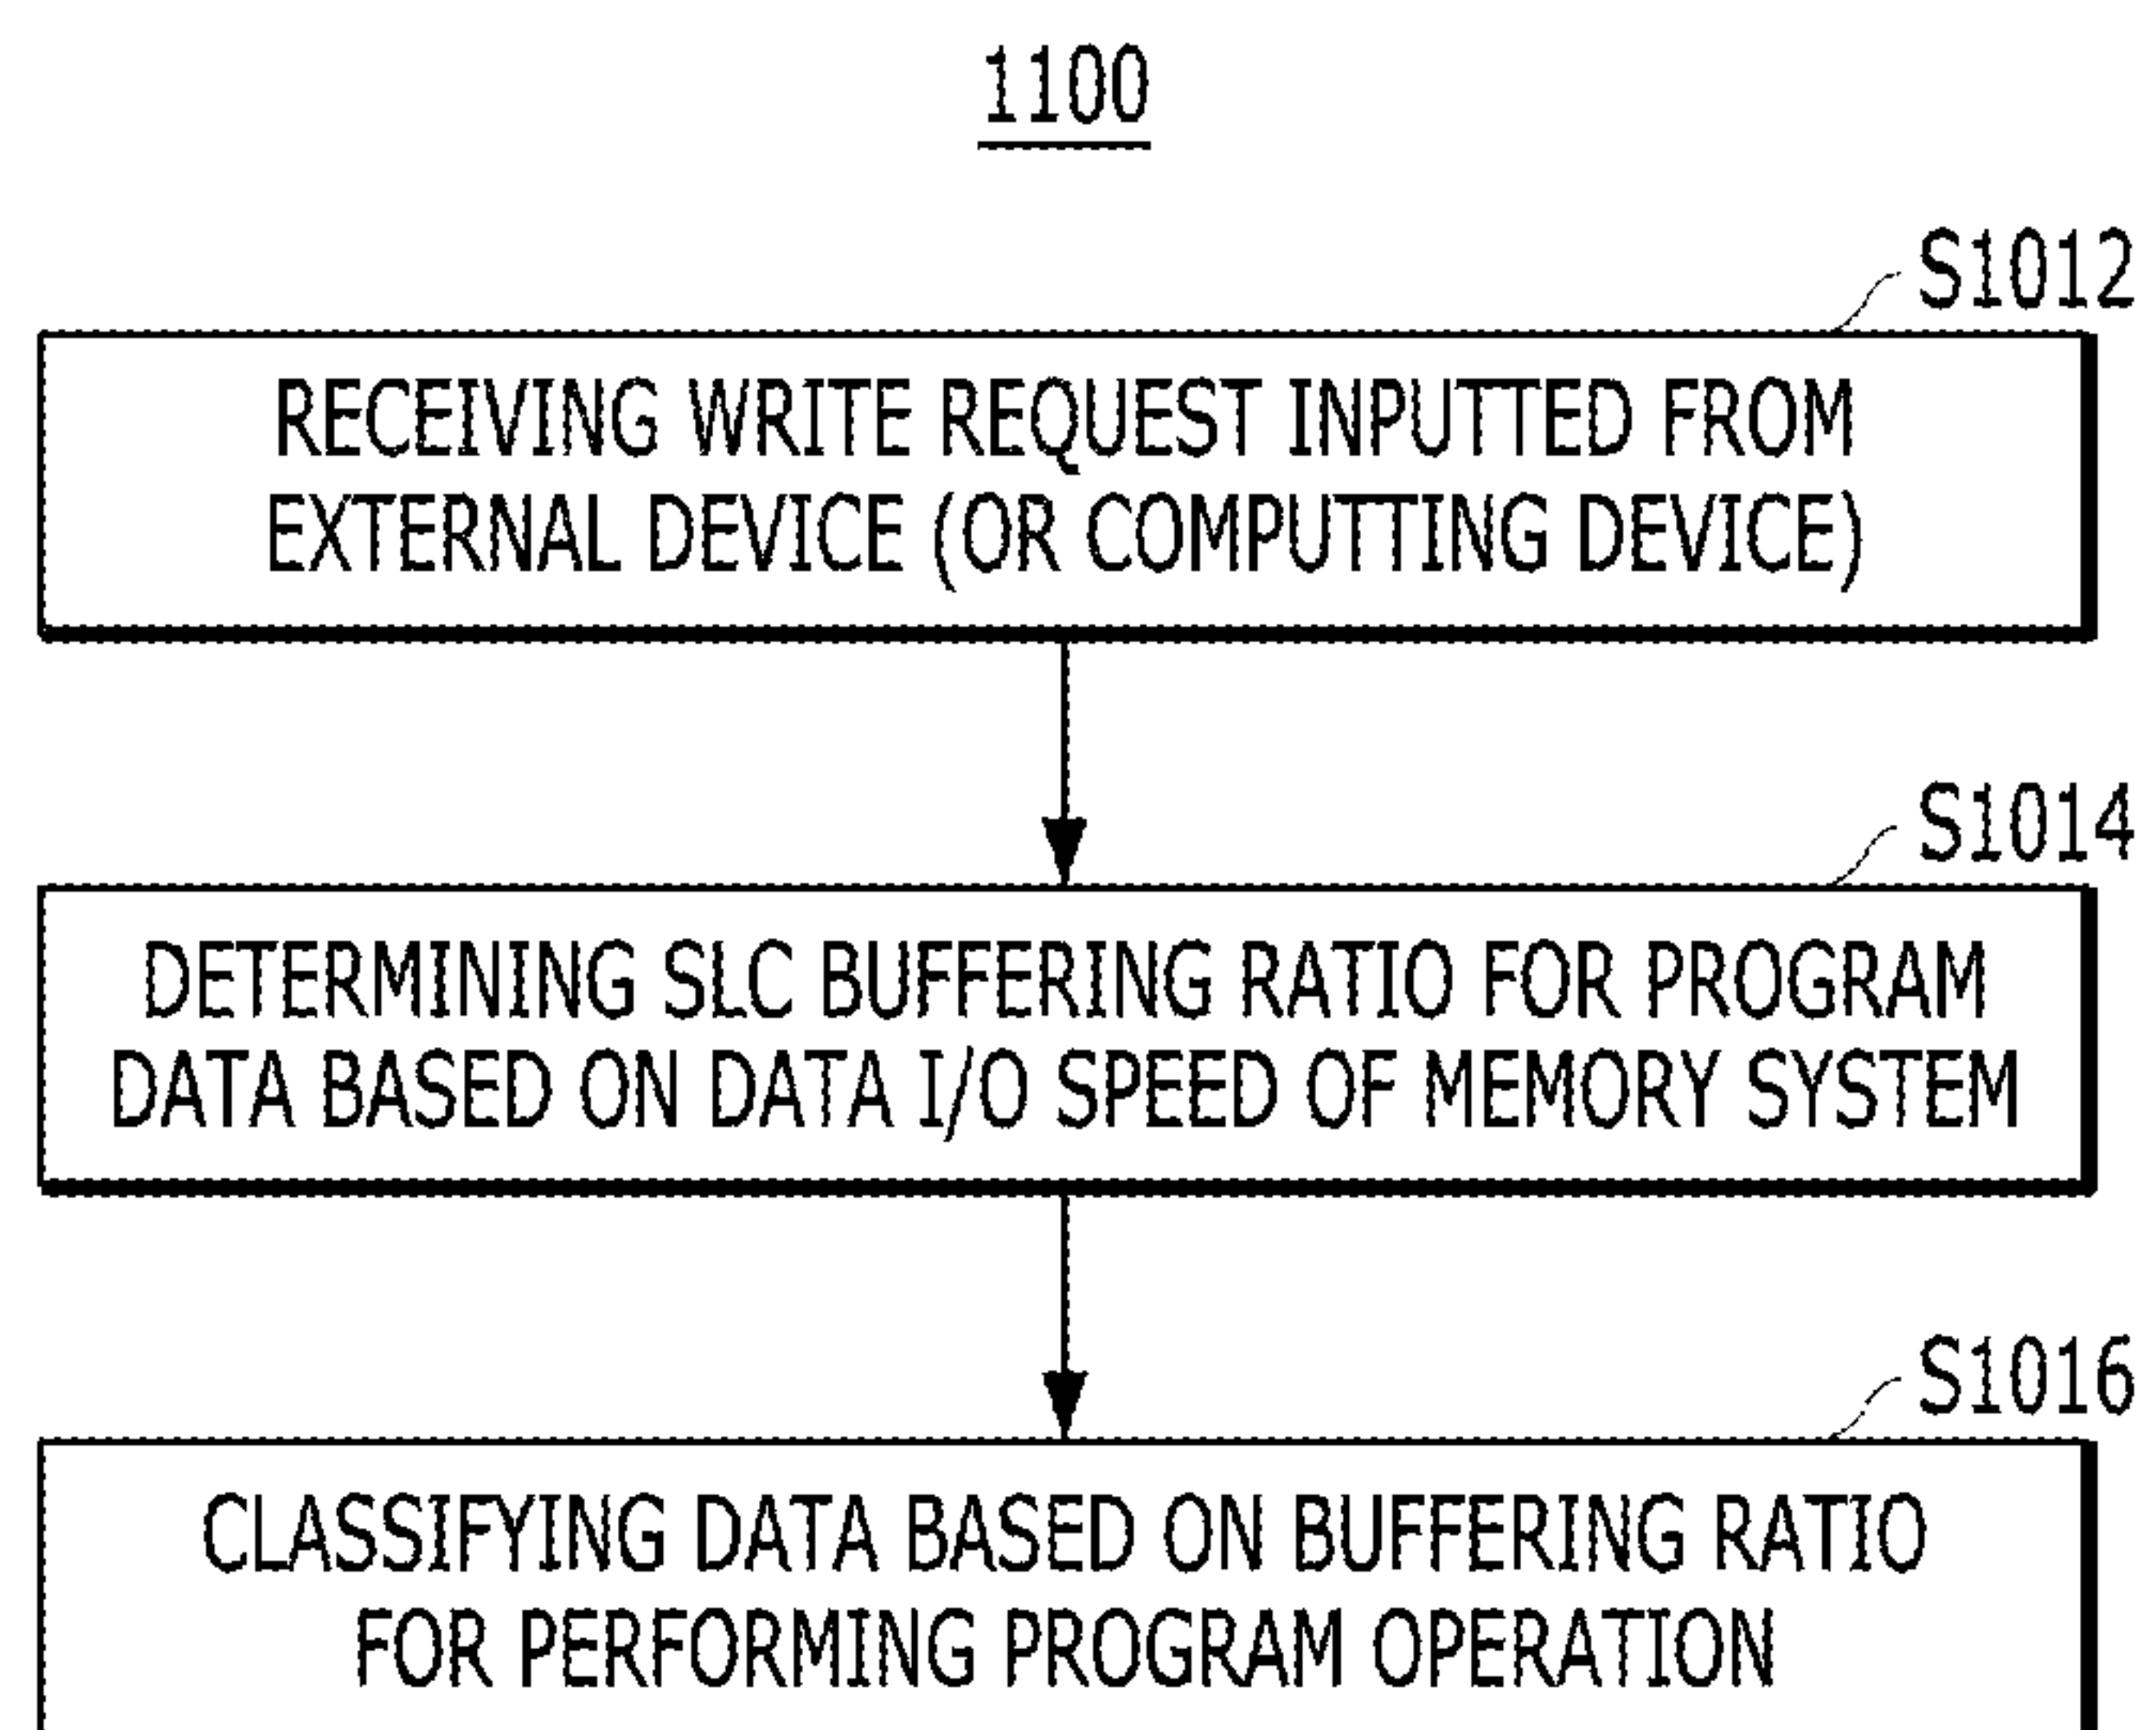 1100
S1012
RECEIVING WRITE REQUEST INPUTTED FROM
EXTERNAL DEVICE (OR COMPUTTING DEVICE)
S1014
DETERMINING SLC BUFFERING RATIO FOR PROGRAM
DATA BASED ON DATA I/O SPEED OF MEMORY SYSTEM
S1016
CLASSIFYING DATA BASED ON BUFFERING RATIO
FOR PERFORMING PROGRAM OPERATION